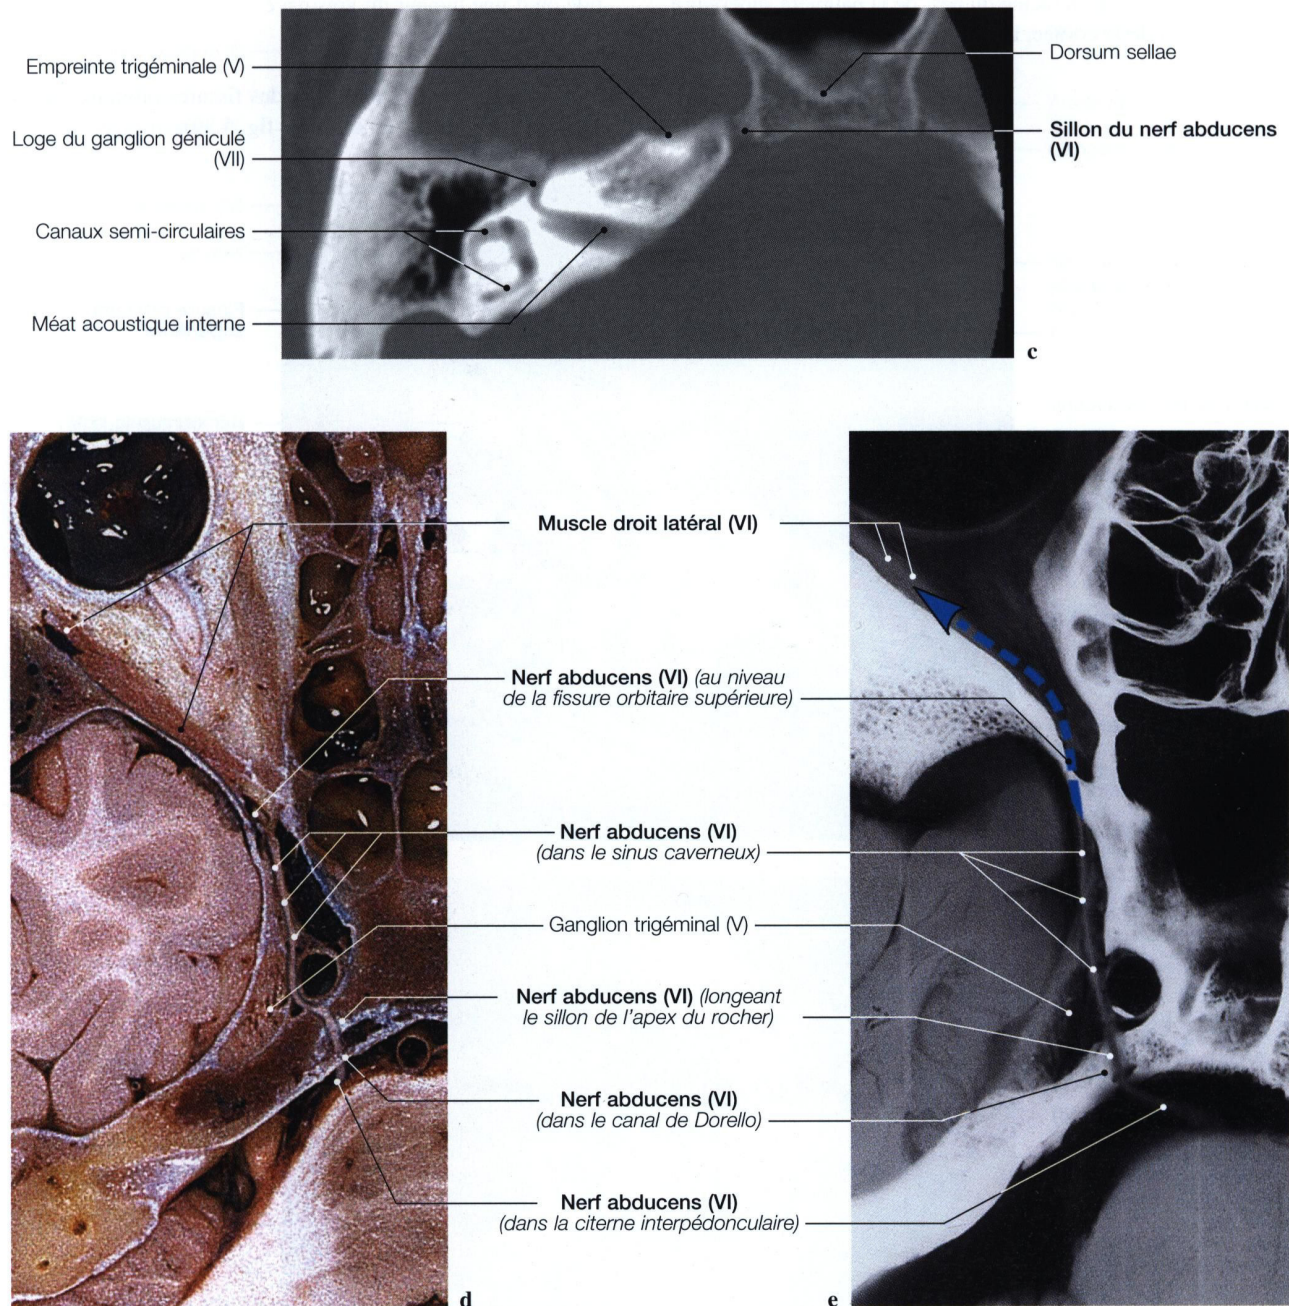 Empreinte trigéminale (V)
Loge du ganglion géniculé
(VII)
Canaux semi-circulaires
Méat acoustique interne
Dorsum sellae
Sillon du nerf abducens
(VI)
c
Muscle droit latéral (VI)
Nerf abducens (VI) (au niveau
de la fissure orbitaire supérieure)
Nerf abducens (VI)
(dans le sinus caverneux)
Ganglion trigéminal (V)
Nerf abducens (VI) (longeant
le sillon de l'apex du rocher)
Nerf abducens (VI)
(dans le canal de Dorello)
Nerf abducens (VI)
(dans la citerne interpédonculaire)
d
e